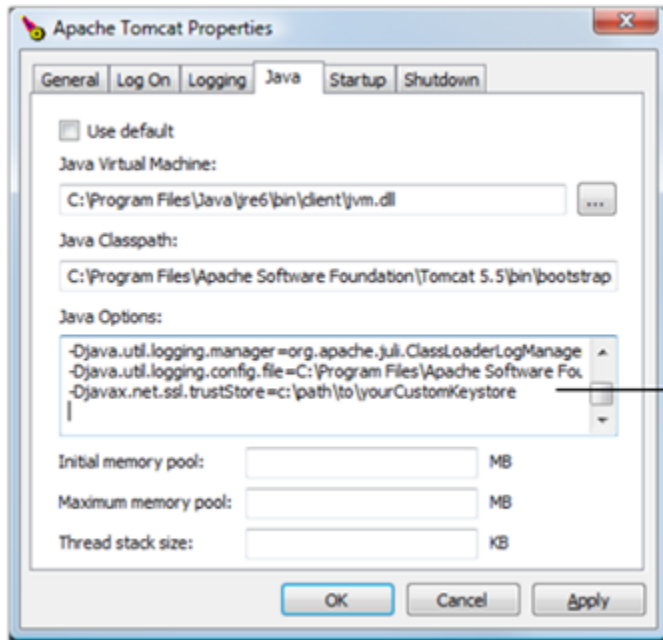 Apache Tomcat Properties
General Log On Logging Java Startup Shutdown
Use default
Java Virtual Machine:
C:\Program Files\Java\jre6\bin\client\jvm.dll
...
Java Classpath:
C:\Program Files\Apache Software Foundation\Tomcat 5.5\bin\bootstrap
Java Options:
-Djava.util.logging.manager=org.apache.juli.ClassLoaderLogManage
-Djava.util.logging.config.file=C:\Program Files\Apache Software Fou
-Djavax.net.ssl.trustStore=c:\path\to\yourCustomKeystore
Initial memory pool: MB
Maximum memory pool: MB
Thread stack size: KB
OK Cancel Apply